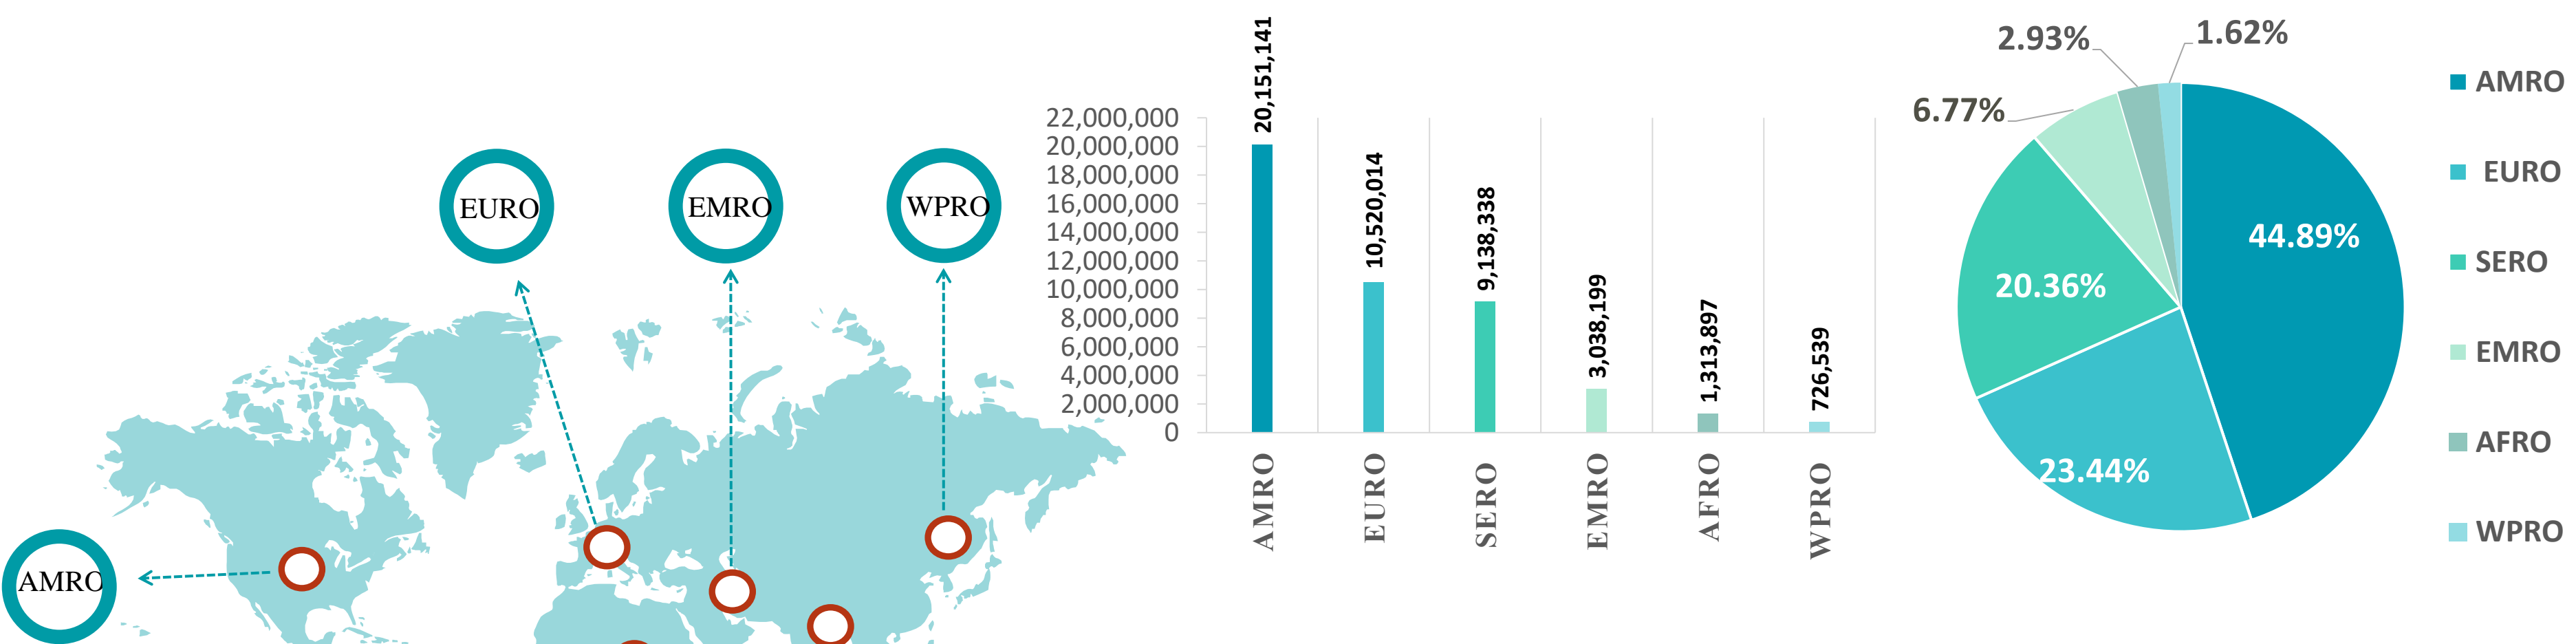 EURO
EMRO
WPRO
AMRO
22,000,000
20,000,000
18,000,000
16,000,000
14,000,000
12,000,000
10,000,000
8,000,000
6,000,000
4,000,000
2,000,000
0
20,151,141
10,520,014
9,138,338
3,038,199
1,313,897
726,539
AMRO
EURO
SERO
EMRO
AFRO
WPRO
2.93%
1.62%
6.77%
44.89%
20.36%
23.44%
AMRO
EURO
SERO
EMRO
AFRO
WPRO